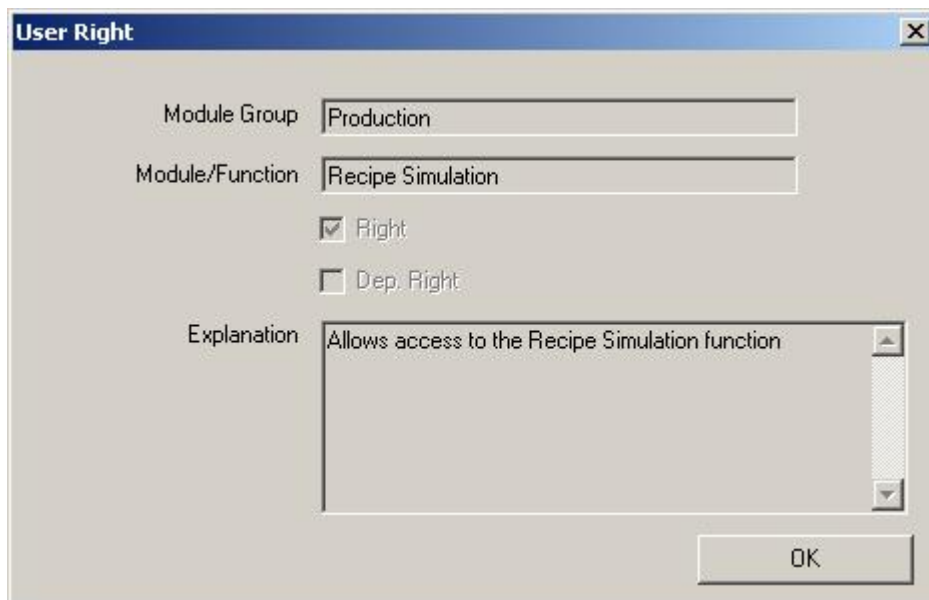 User Right
Module Group Production
Module/Function Recipe Simulation
Right
Dep. Right
Explanation Allows access to the Recipe Simulation function
OK